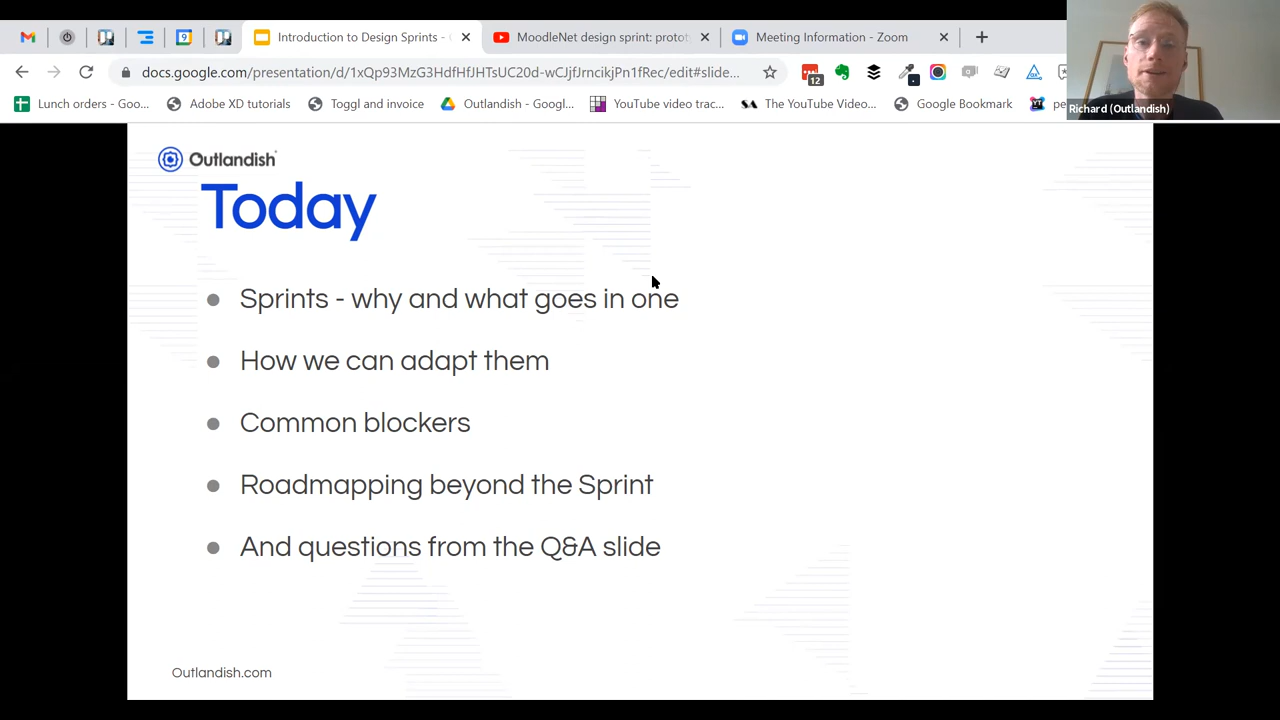 Introduction to Design Sprints -
MoodleNet design sprint: protot
Meeting Information - Zoom
docs.google.com/presentation/d/1xQp93MzG3HdfHfJHTsUC20d-wCJjfJrncikjPn1fRec/edit#slide...
12
Lunch orders - Goo...
Adobe XD tutorials
Toggl and invoice
Outlandish - Googl...
YouTube video trac...
The YouTube Video...
Google Bookmark
pe
Richard (Outlandish)
Outlandish
Today
Sprints - why and what goes in one
How we can adapt them
Common blockers
Roadmapping beyond the Sprint
And questions from the Q&A slide
Outlandish.com